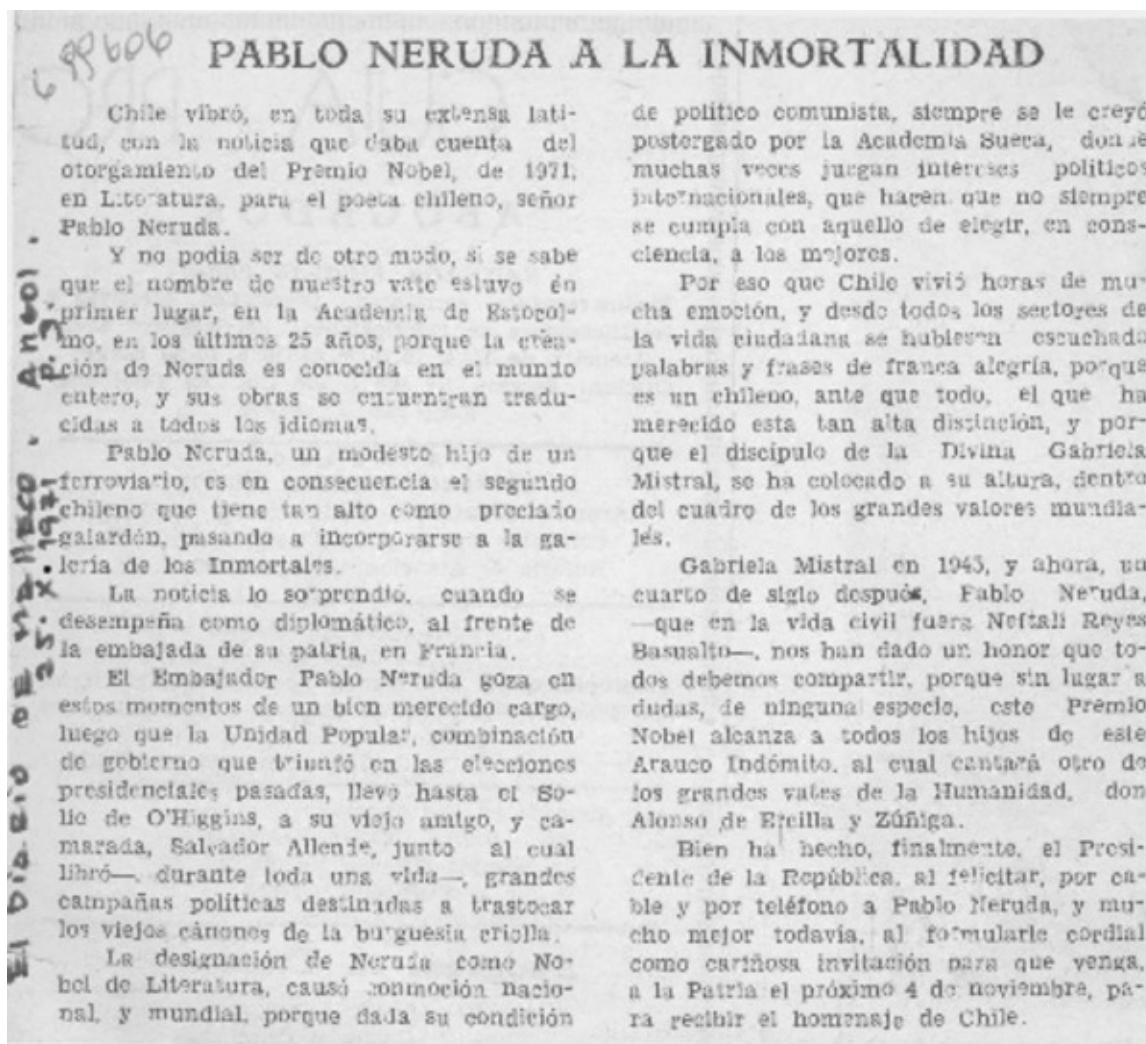 699606
PABLO NERUDA A LA INMORTALIDAD
Chile vibró, en toda su extensa lati-
tud, con la noticia que daba cuenta del
otorgamiento del Premio Nobel, de 1971,
en Literatura, para el poeta chileno, señor
Pablo Neruda.
Y no podia ser de otro modo, si se sabe
que el nombre de nuestro vate estuvo en
primer lugar, en la Academia de Estocol-
mo, en los últimos 25 años, porque la crea-
ción de Neruda es conocida en el mundo
entero, y sus obras se encuentran tradu-
cidas a todos los idiomas.
Pablo Neruda, un modesto hijo de un
ferroviario, es en consecuencia el segundo
chileno que tiene tan alto como preciado
galardón, pasando a incorporarse a la ga-
lería de los Inmortales.
La noticia lo sorprendió, cuando se
desempeña como diplomático, al frente de
la embajada de su patria, en Francia.
El Embajador Pablo Neruda goza en
estos momentos de un bien merecido cargo,
luego que la Unidad Popular, combinación
de gobierno que triunfó en las elecciones
presidenciales pasadas, llevó hasta el So-
lio de O'Higgins, a su viejo amigo, y ca-
marada, Salvador Allende, junto al cual
libró—, durante toda una vida—, grandes
campañas políticas destinadas a trastocar
los viejos cánones de la burguesía criolla.
La designación de Neruda como No-
bel de Literatura, causó conmoción nacio-
nal, y mundial, porque dada su condición
de político comunista, siempre se le creyó
postergado por la Academia Sueca, donde
muchas veces juegan intereses políticos
internacionales, que hacen que no siempre
se cumpla con aquello de elegir, en cons-
ciencia, a los mejores.
Por eso que Chile vivió horas de mu-
cha emoción, y desde todos los sectores de
la vida ciudadana se hubiesen escuchado
palabras y frases de franca alegría, porque
es un chileno, ante que todo, el que ha
merecido esta tan alta distinción, y por-
que el discípulo de la Divina Gabriela
Mistral, se ha colocado a su altura, dentro
del cuadro de los grandes valores mundia-
les.
Gabriela Mistral en 1945, y ahora, un
cuarto de siglo después, Pablo Neruda,
—que en la vida civil fuera Neftali Reyes
Basualto—, nos han dado un honor que to-
dos debemos compartir, porque sin lugar a
dudas, de ninguna especie, este Premio
Nobel alcanza a todos los hijos de este
Arauco Indómito, al cual cantará otro de
los grandes vates de la Humanidad, don
Alonso de Ercilla y Zúñiga.
Bien ha hecho, finalmente, el Presi-
dente de la República, al felicitar, por ca-
ble y por teléfono a Pablo Neruda, y mu-
cho mejor todavía, al formularle cordial
como cariñosa invitación para que venga,
a la Patria el próximo 4 de noviembre, pa-
ra recibir el homenaje de Chile.
El Diario de Malleco. Angol.
25.X.1971 P. 3.